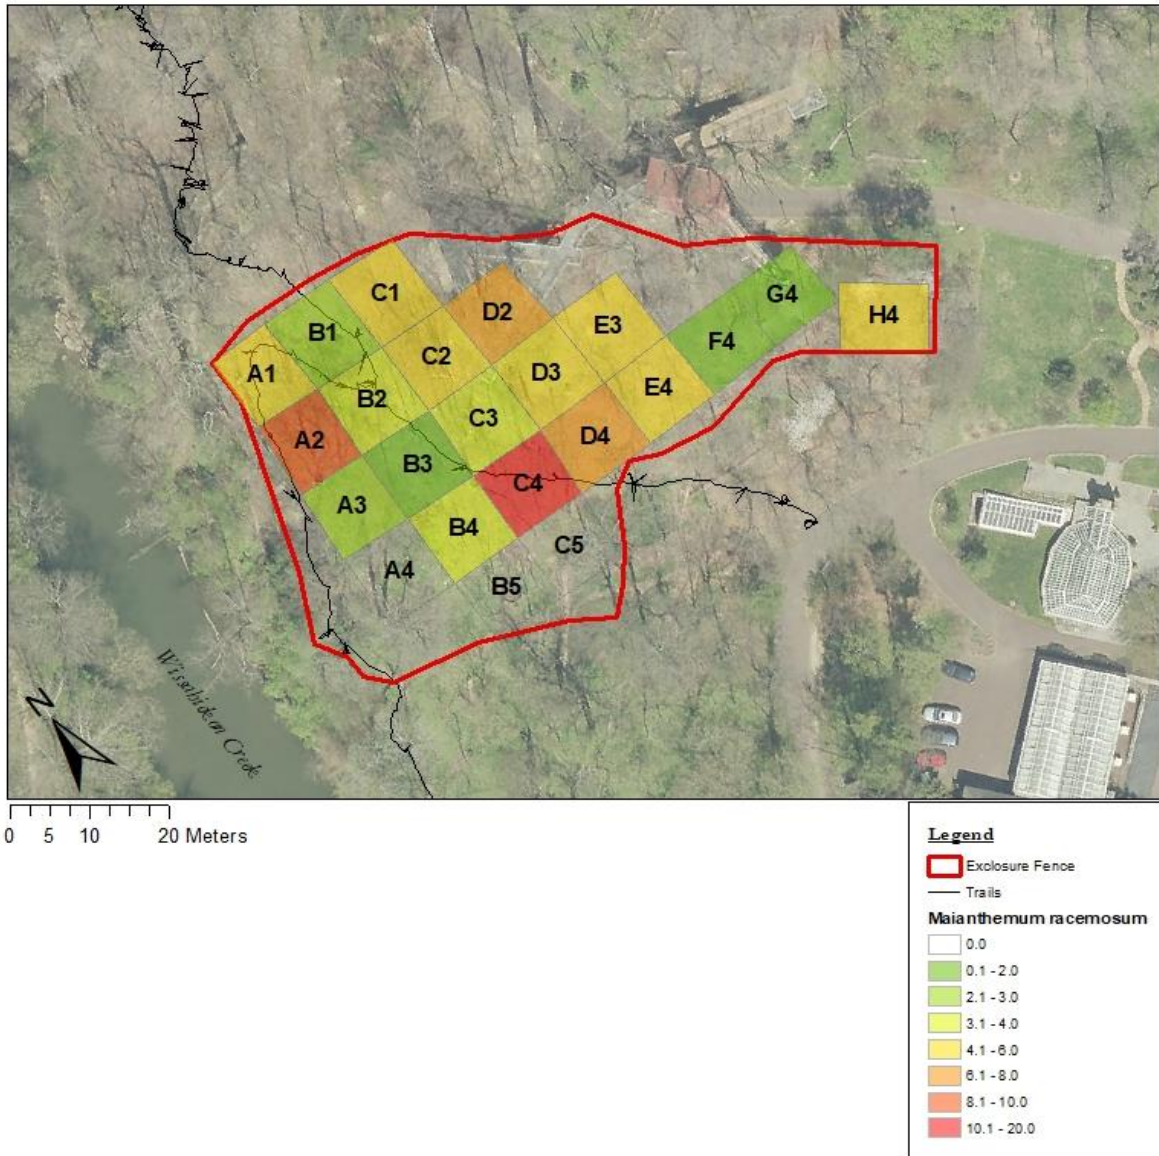 C1
D2
G4
B1
E3
H4
F4
C2
A1
D3
E4
B2
C3
D4
A2
B3
C4
A3
B4
C5
A4
B5
N
Wissahickon Creek
0 5 10 20 Meters
Legend
Exclosure Fence
Trails
Maianthemum racemosum
0.0
0.1 - 2.0
2.1 - 3.0
3.1 - 4.0
4.1 - 6.0
6.1 - 8.0
8.1 - 10.0
10.1 - 20.0